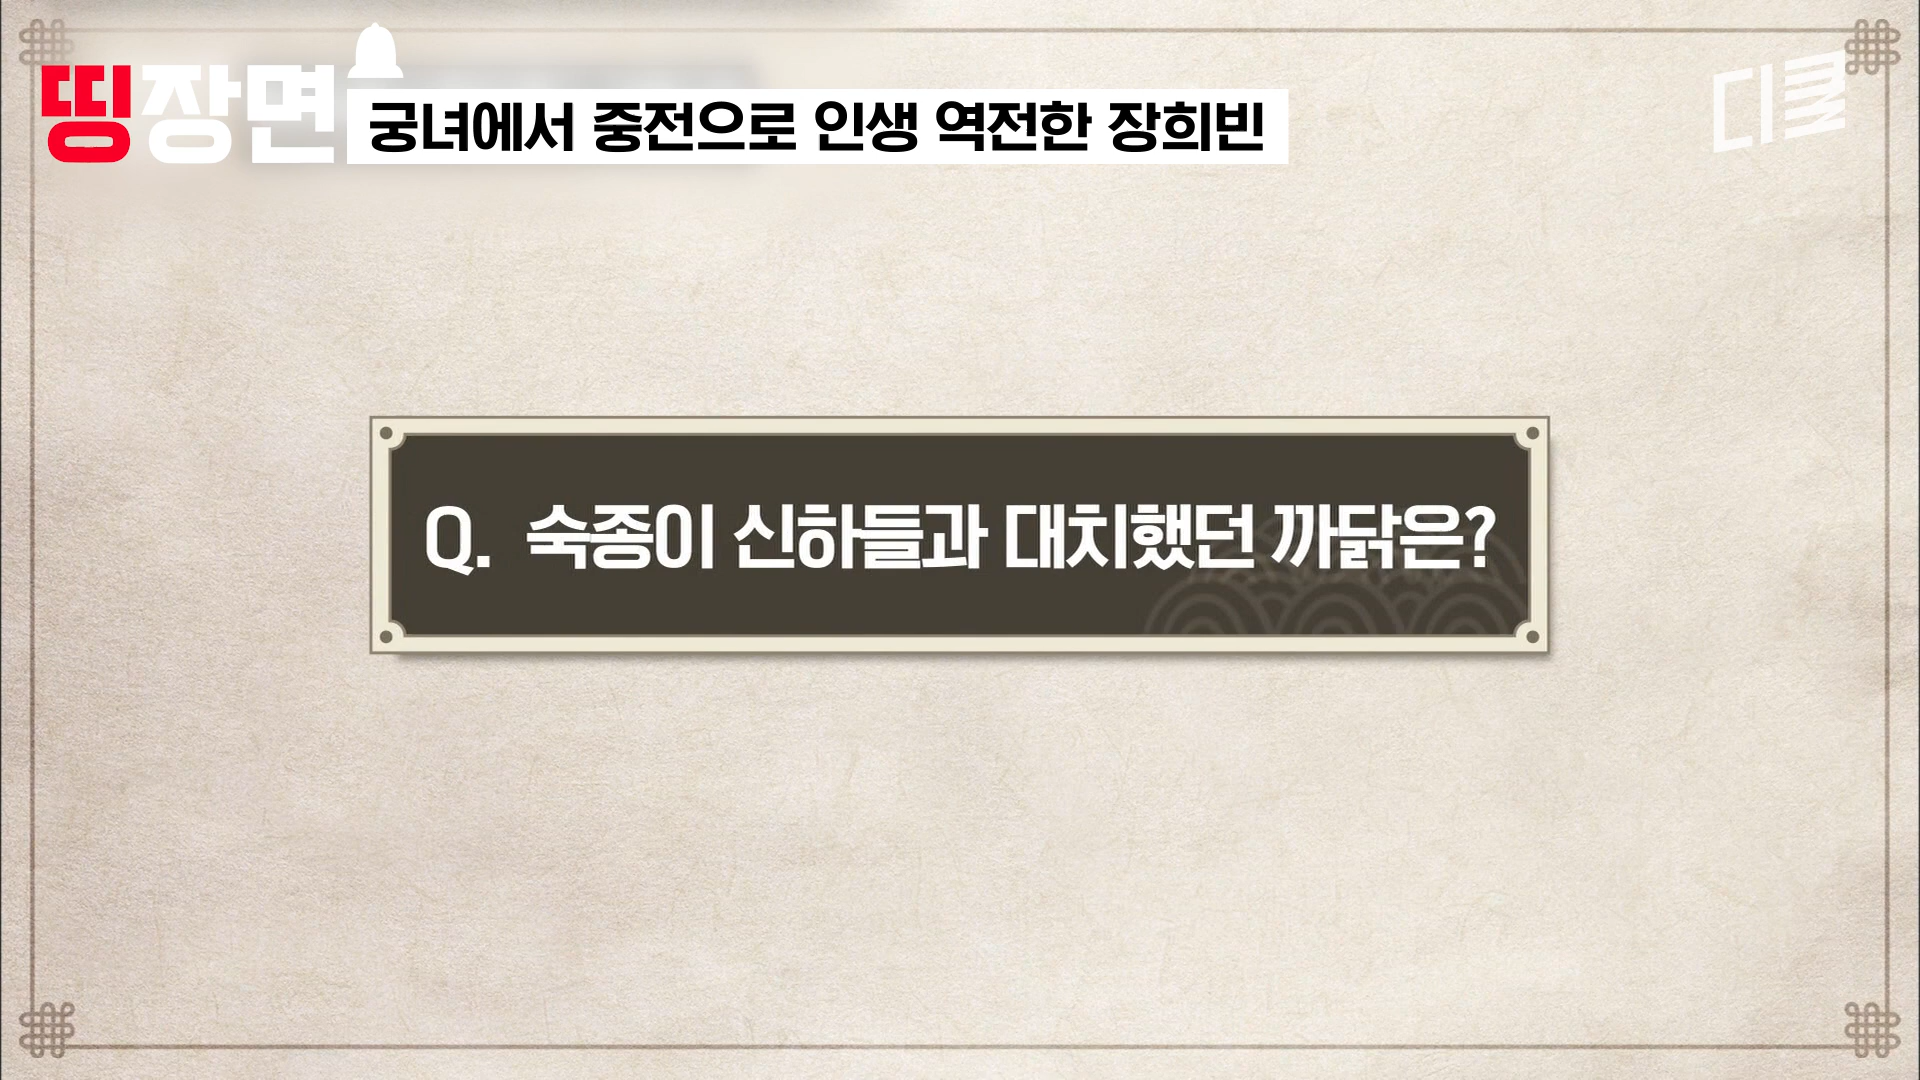 띵장면
궁녀에서 중전으로 인생 역전한 장희빈
디클
Q. 숙종이 신하들과 대치했던 까닭은?